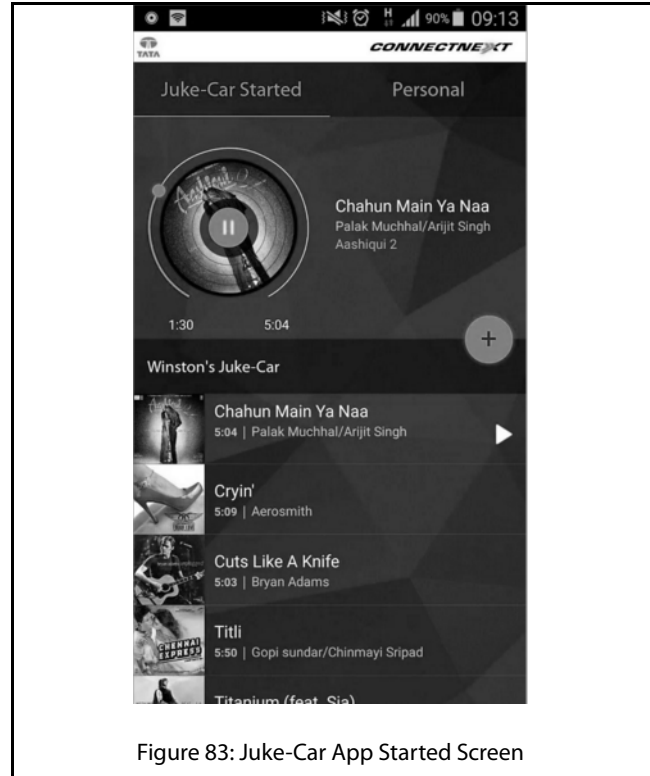 90% 09:13
TATA
CONNECTNEXT
Juke-Car Started
Personal
Chahun Main Ya Naa
Palak Muchhal/Arijit Singh
Aashiqui 2
1:30
5:04
+
Winston's Juke-Car
Chahun Main Ya Naa
5:04 | Palak Muchhal/Arijit Singh
Cryin'
5:09 | Aerosmith
Cuts Like A Knife
5:03 | Bryan Adams
Titli
5:50 | Gopi sundar/Chinmayi Sripad
CHENNAI
EXPRESS
Titanium (feat. Sia)
Figure 83: Juke-Car App Started Screen